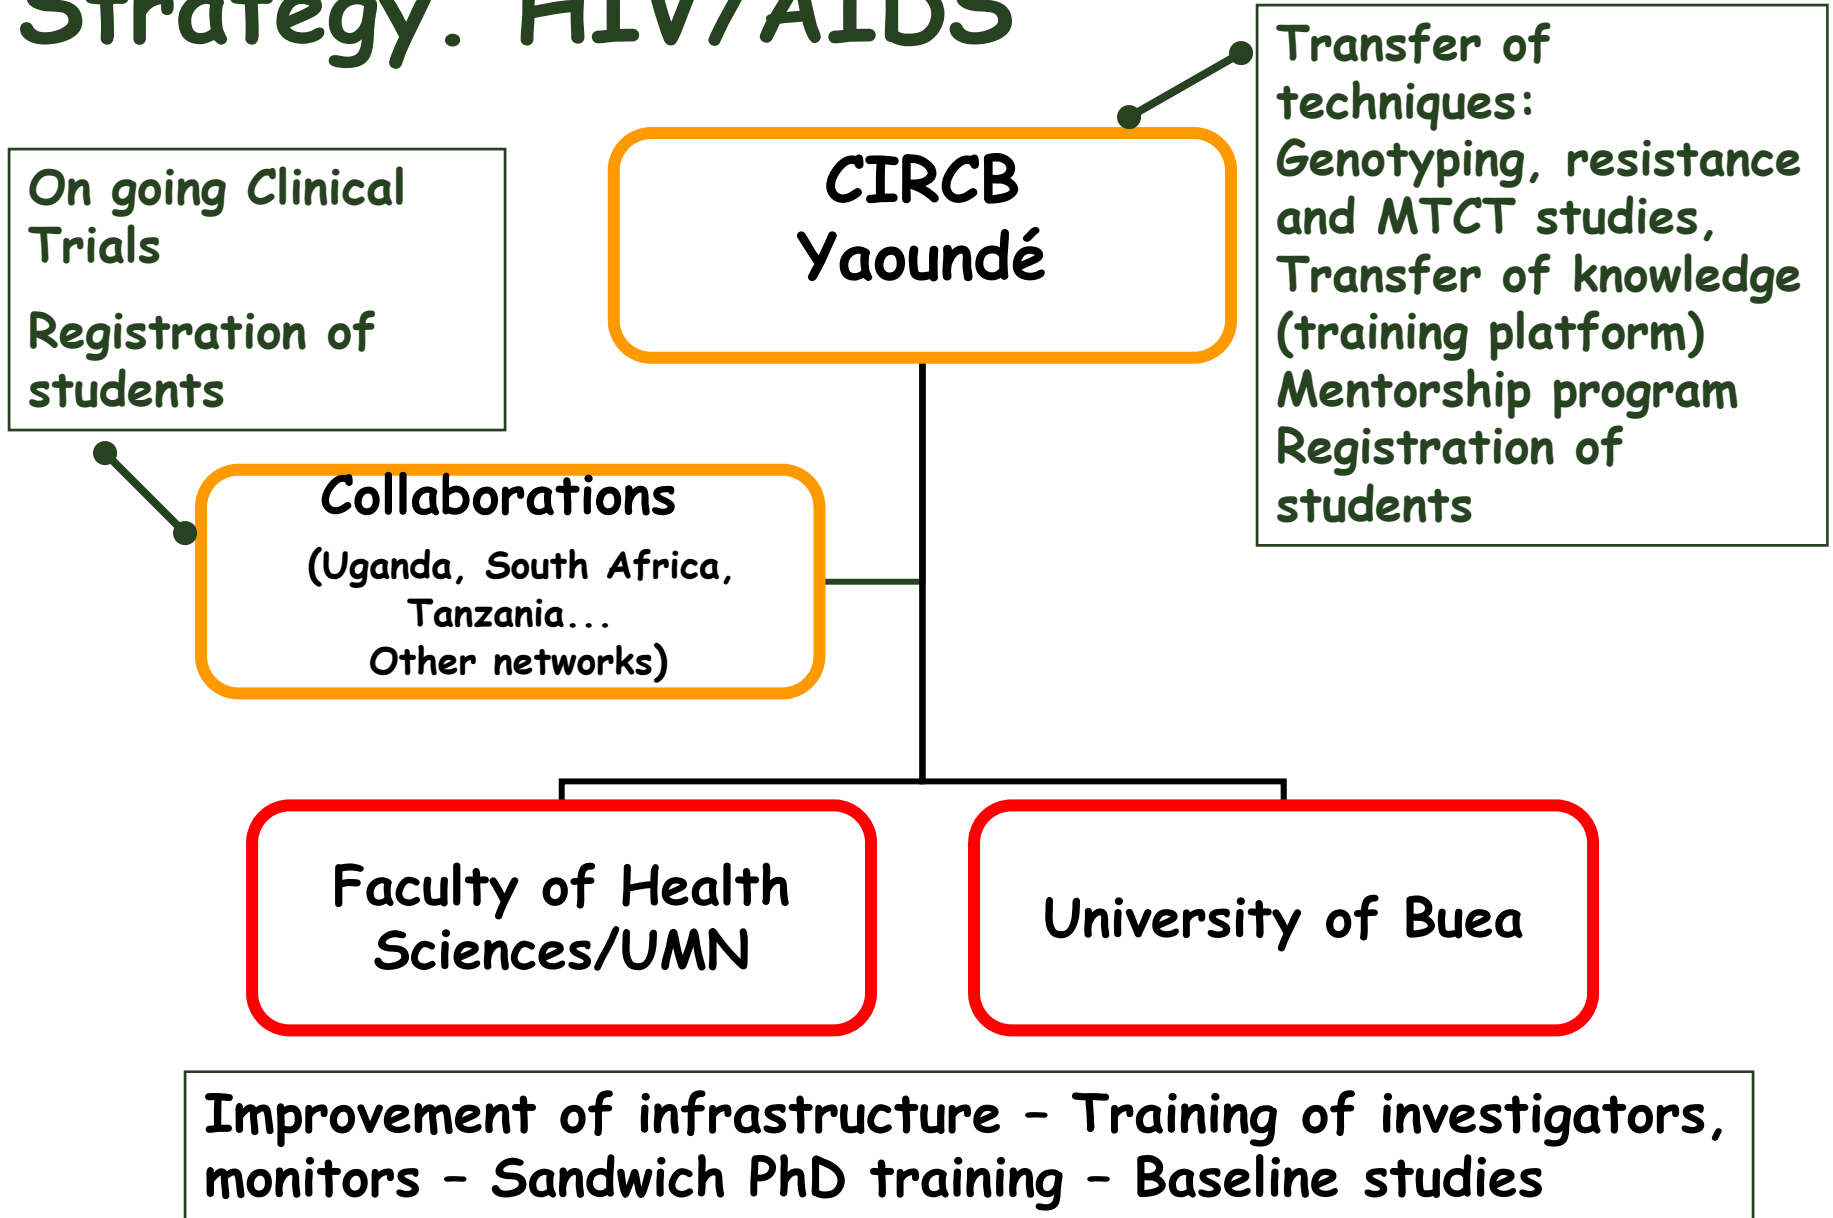 Strategy. HIV/AIDS
Transfer of
techniques:
Genotyping, resistance
and MTCT studies,
Transfer of knowledge
(training platform)
Mentorship program
Registration of
students
CIRCB
Yaoundé
On going Clinical
Trials
Registration of
students
Collaborations
(Uganda, South Africa,
Tanzania...
Other networks)
Faculty of Health
Sciences/UMN
University of Buea
Improvement of infrastructure – Training of investigators,
monitors – Sandwich PhD training – Baseline studies